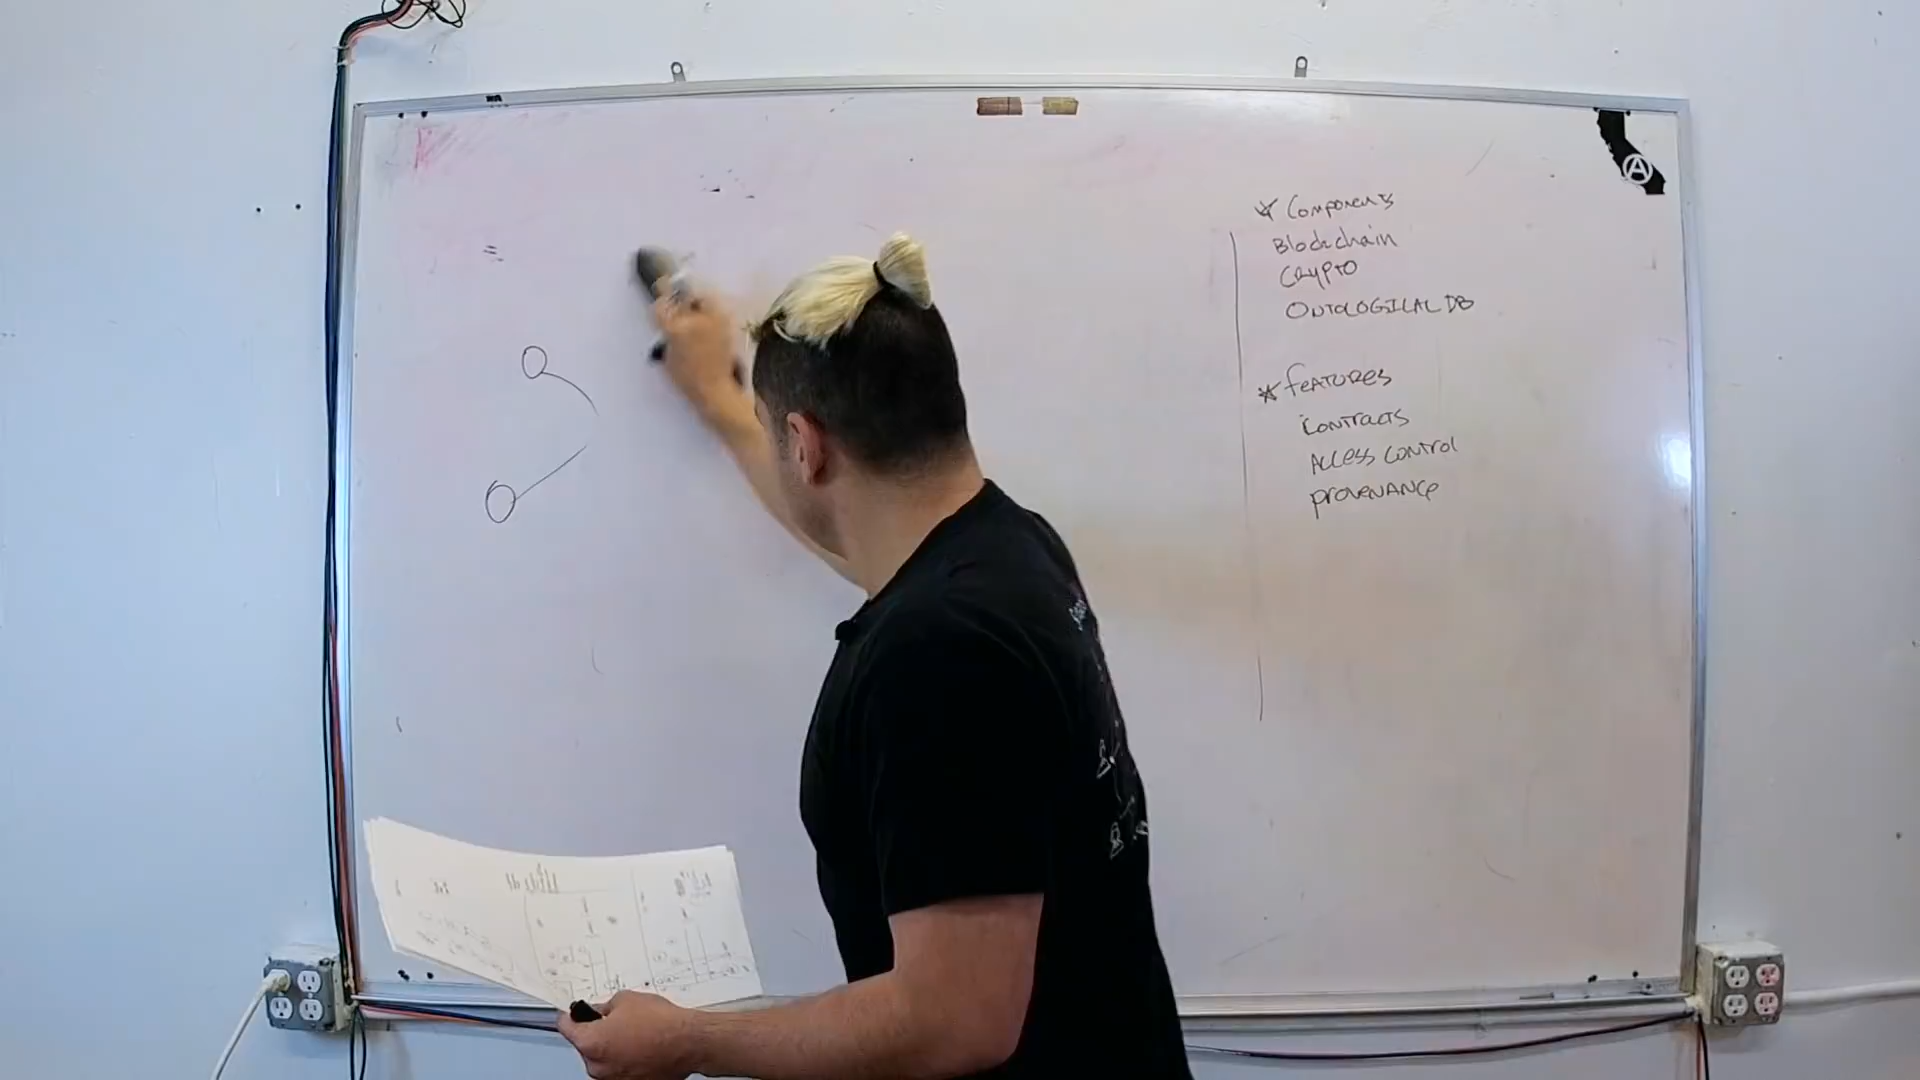 * Components
Blockchain
Crypto
ONTOLOGICAL DB
* FEATURES
Contracts
Access control
provenance
A